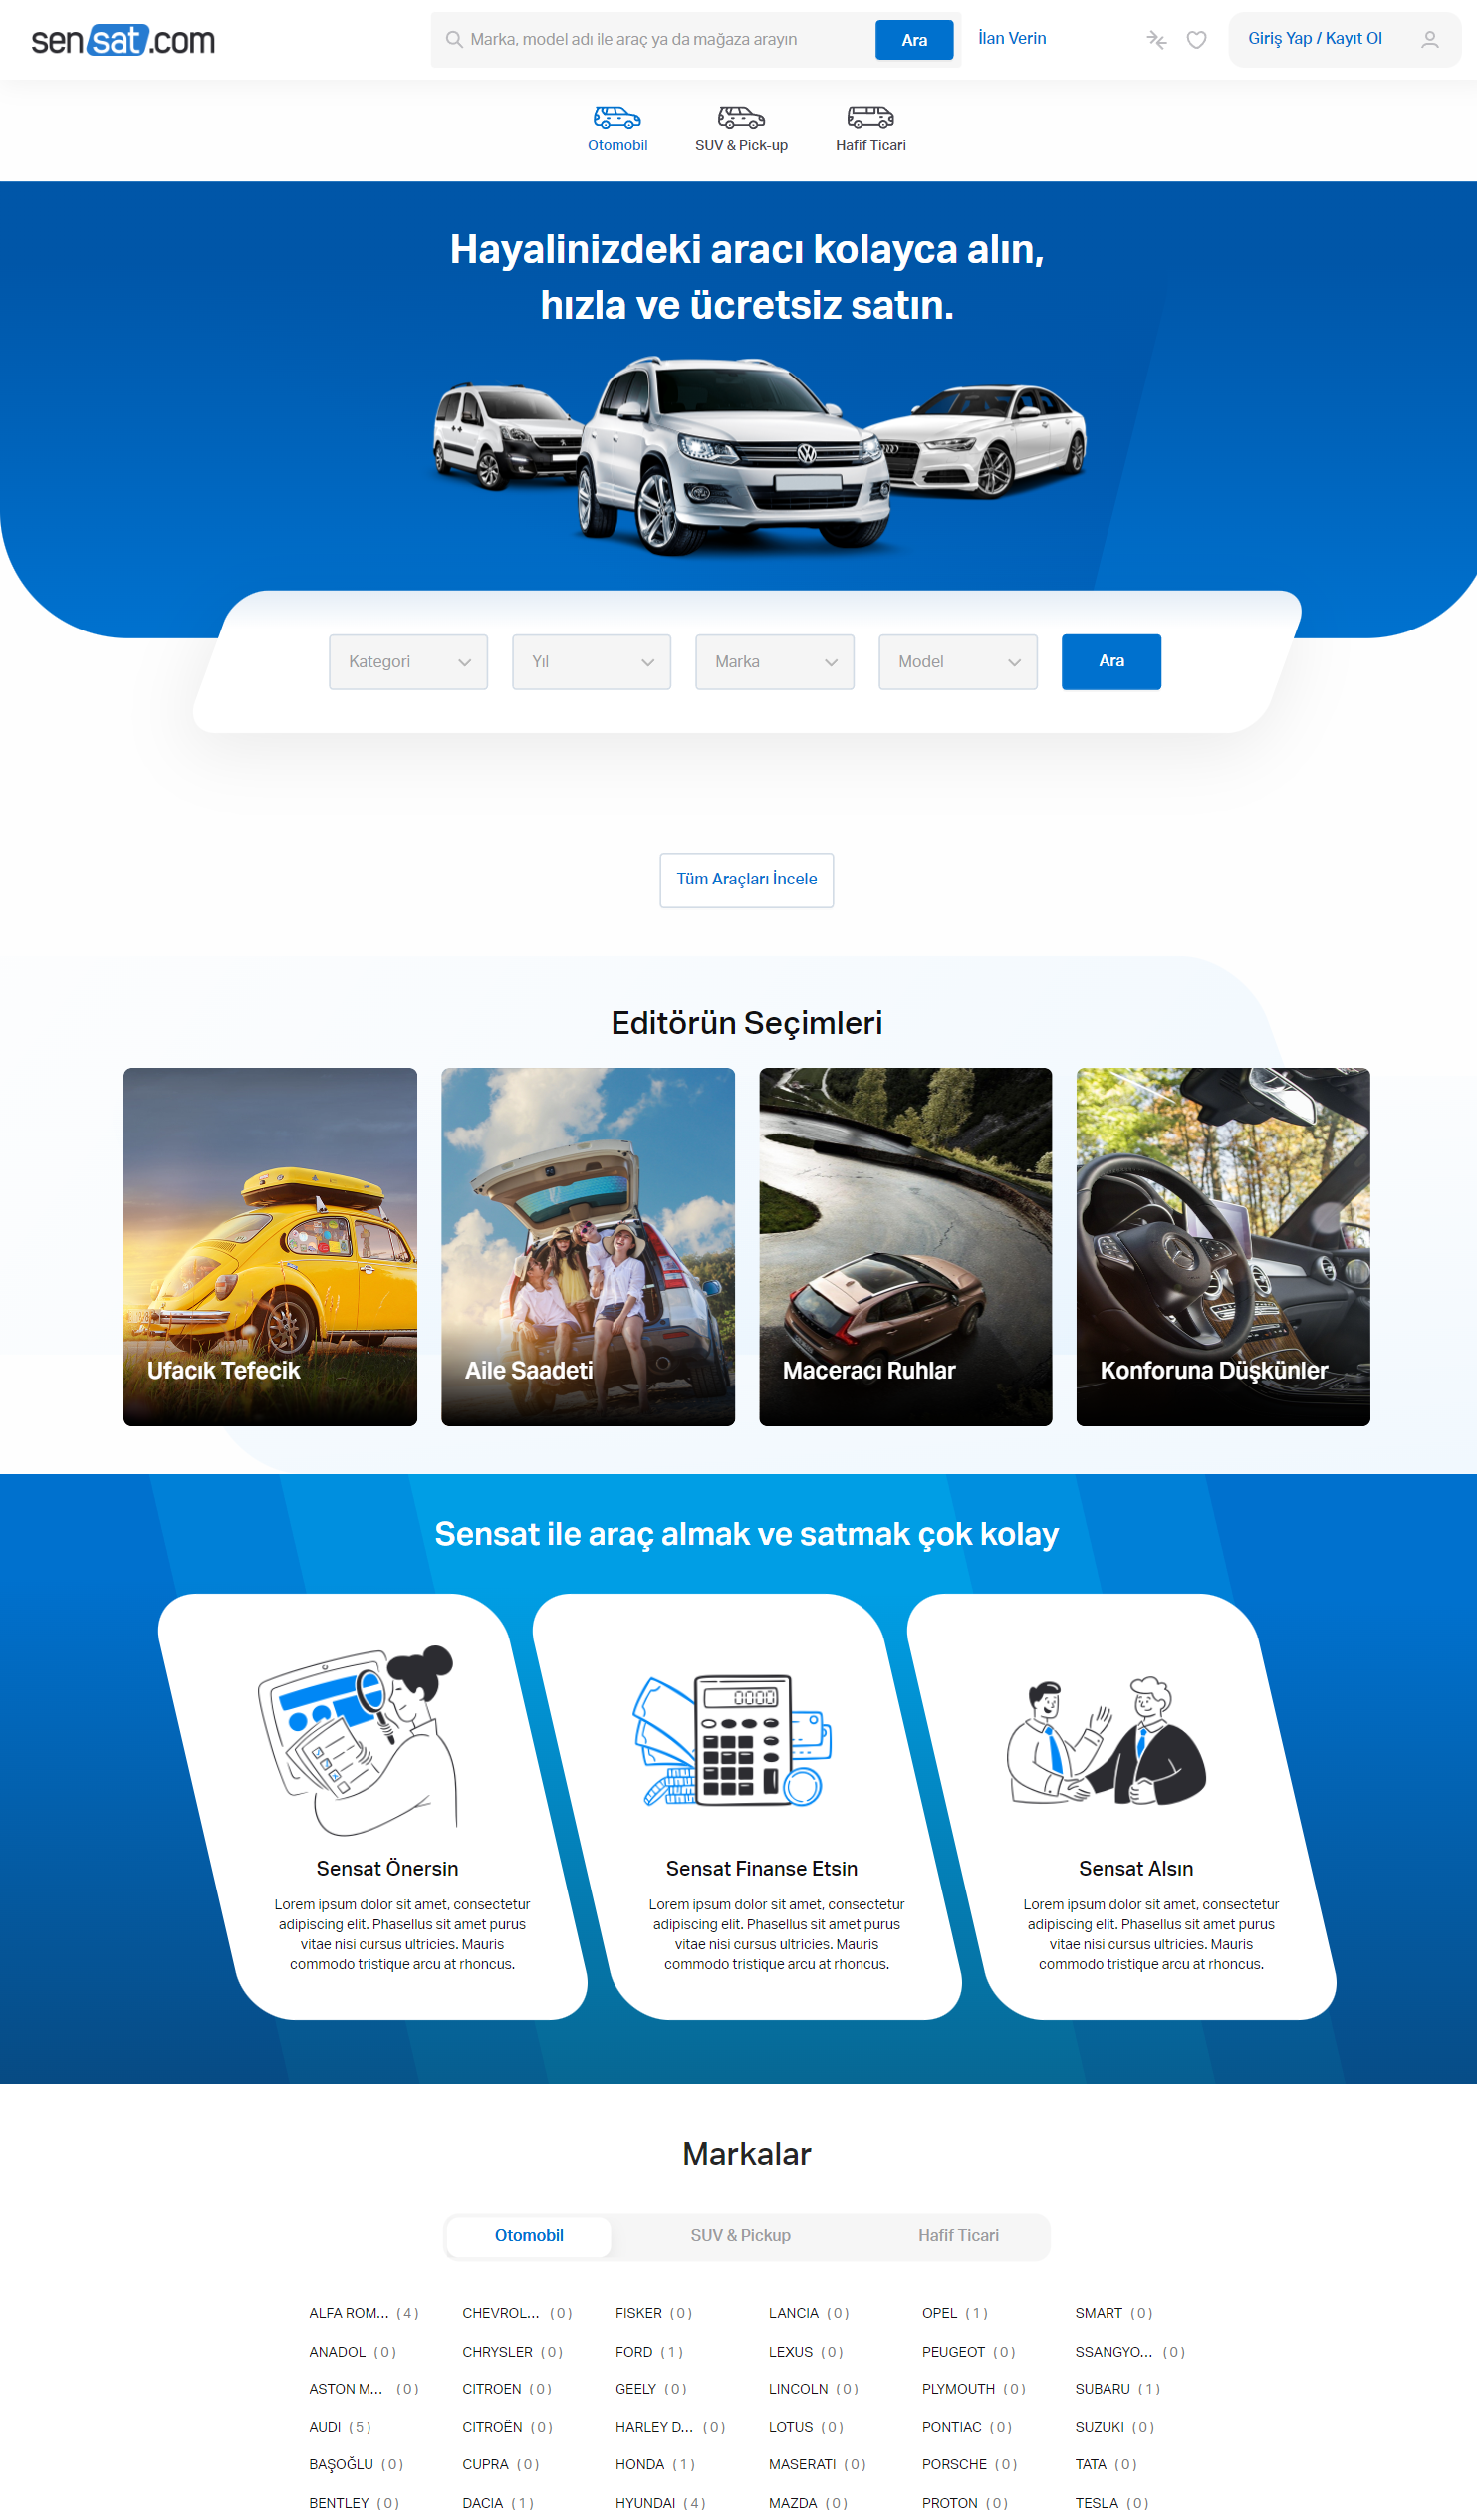 sensat.com
Marka, model adı ile araç ya da mağaza arayın
Ara
İlan Verin
Giriş Yap / Kayıt Ol
Otomobil
SUV & Pick-up
Hafif Ticari
Hayalinizdeki aracı kolayca alın,
hızla ve ücretsiz satın.
Kategori
Yıl
Marka
Model
Ara
Tüm Araçları İncele
Editörün Seçimleri
Ufacık Tefecik
Aile Saadeti
Maceracı Ruhlar
Konforuna Düşkünler
Sensat ile araç almak ve satmak çok kolay
Sensat Önersin
Lorem ipsum dolor sit amet, consectetur
adipiscing elit. Phasellus sit amet purus
vitae nisi cursus ultricies. Mauris
commodo tristique arcu at rhoncus.
Sensat Finanse Etsin
Lorem ipsum dolor sit amet, consectetur
adipiscing elit. Phasellus sit amet purus
vitae nisi cursus ultricies. Mauris
commodo tristique arcu at rhoncus.
Sensat Alsın
Lorem ipsum dolor sit amet, consectetur
adipiscing elit. Phasellus sit amet purus
vitae nisi cursus ultricies. Mauris
commodo tristique arcu at rhoncus.
Markalar
Otomobil
SUV & Pickup
Hafif Ticari
ALFA ROM... (4)
CHEVROL... (0)
FISKER (0)
LANCIA (0)
OPEL (1)
SMART (0)
ANADOL (0)
CHRYSLER (0)
FORD (1)
LEXUS (0)
PEUGEOT (0)
SSANGYO... (0)
ASTON M... (0)
CITROEN (0)
GEELY (0)
LINCOLN (0)
PLYMOUTH (0)
SUBARU (1)
AUDI (5)
CITROËN (0)
HARLEY D... (0)
LOTUS (0)
PONTIAC (0)
SUZUKI (0)
BAŞOĞLU (0)
CUPRA (0)
HONDA (1)
MASERATI (0)
PORSCHE (0)
TATA (0)
BENTLEY (0)
DACIA (1)
HYUNDAI (4)
MAZDA (0)
PROTON (0)
TESLA (0)